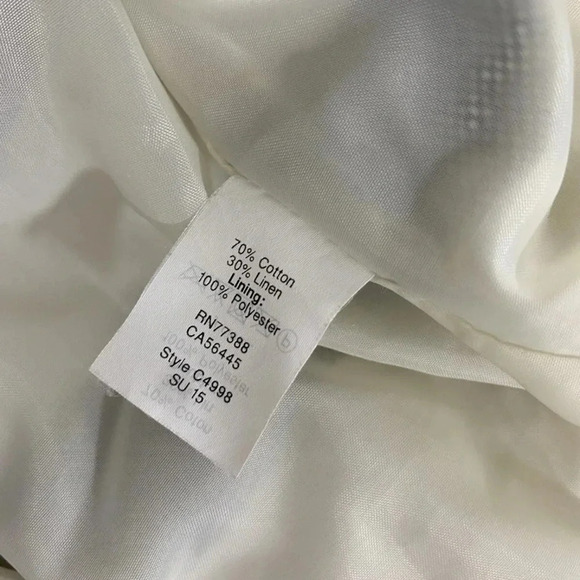 70% Cotton
30% Linen
Lining:
100% Polyester
RN77388
CA56445
Style C4998
SU 15